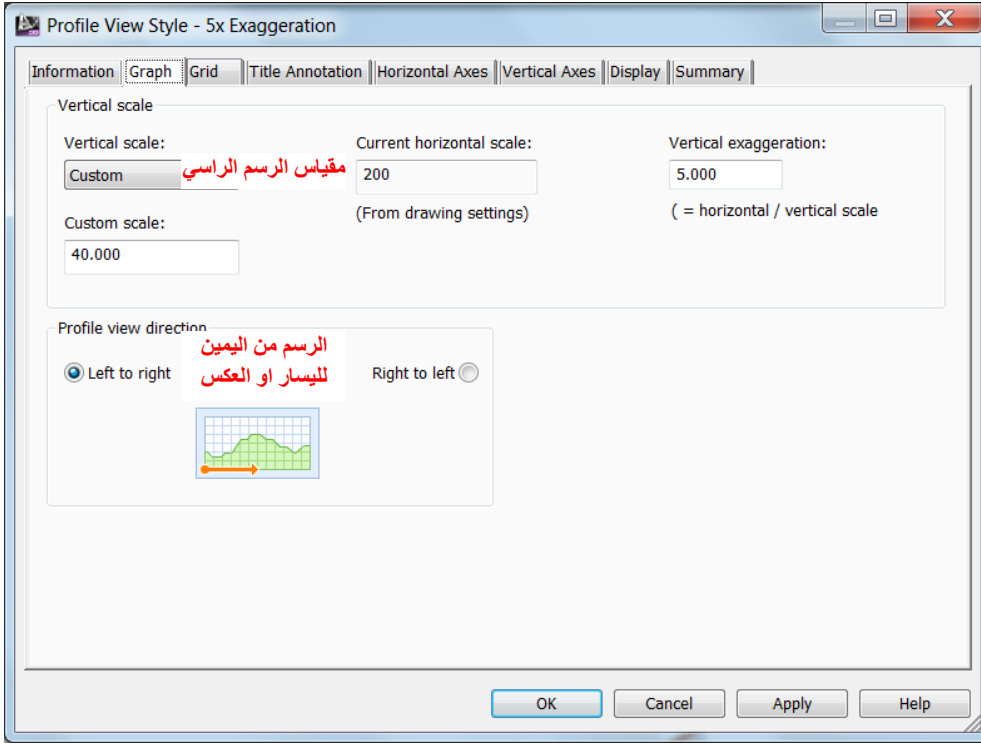 Profile View Style - 5x Exaggeration
Information Graph Grid Title Annotation Horizontal Axes Vertical Axes Display Summary
Vertical scale
Vertical scale: Current horizontal scale: Vertical exaggeration:
Custom مقياس الرسم الراسي 200 5.000
(From drawing settings) ( = horizontal / vertical scale
Custom scale:
40.000
Profile view direction
الرسم من اليمين
Left to right لليسار او العكس Right to left
OK Cancel Apply Help